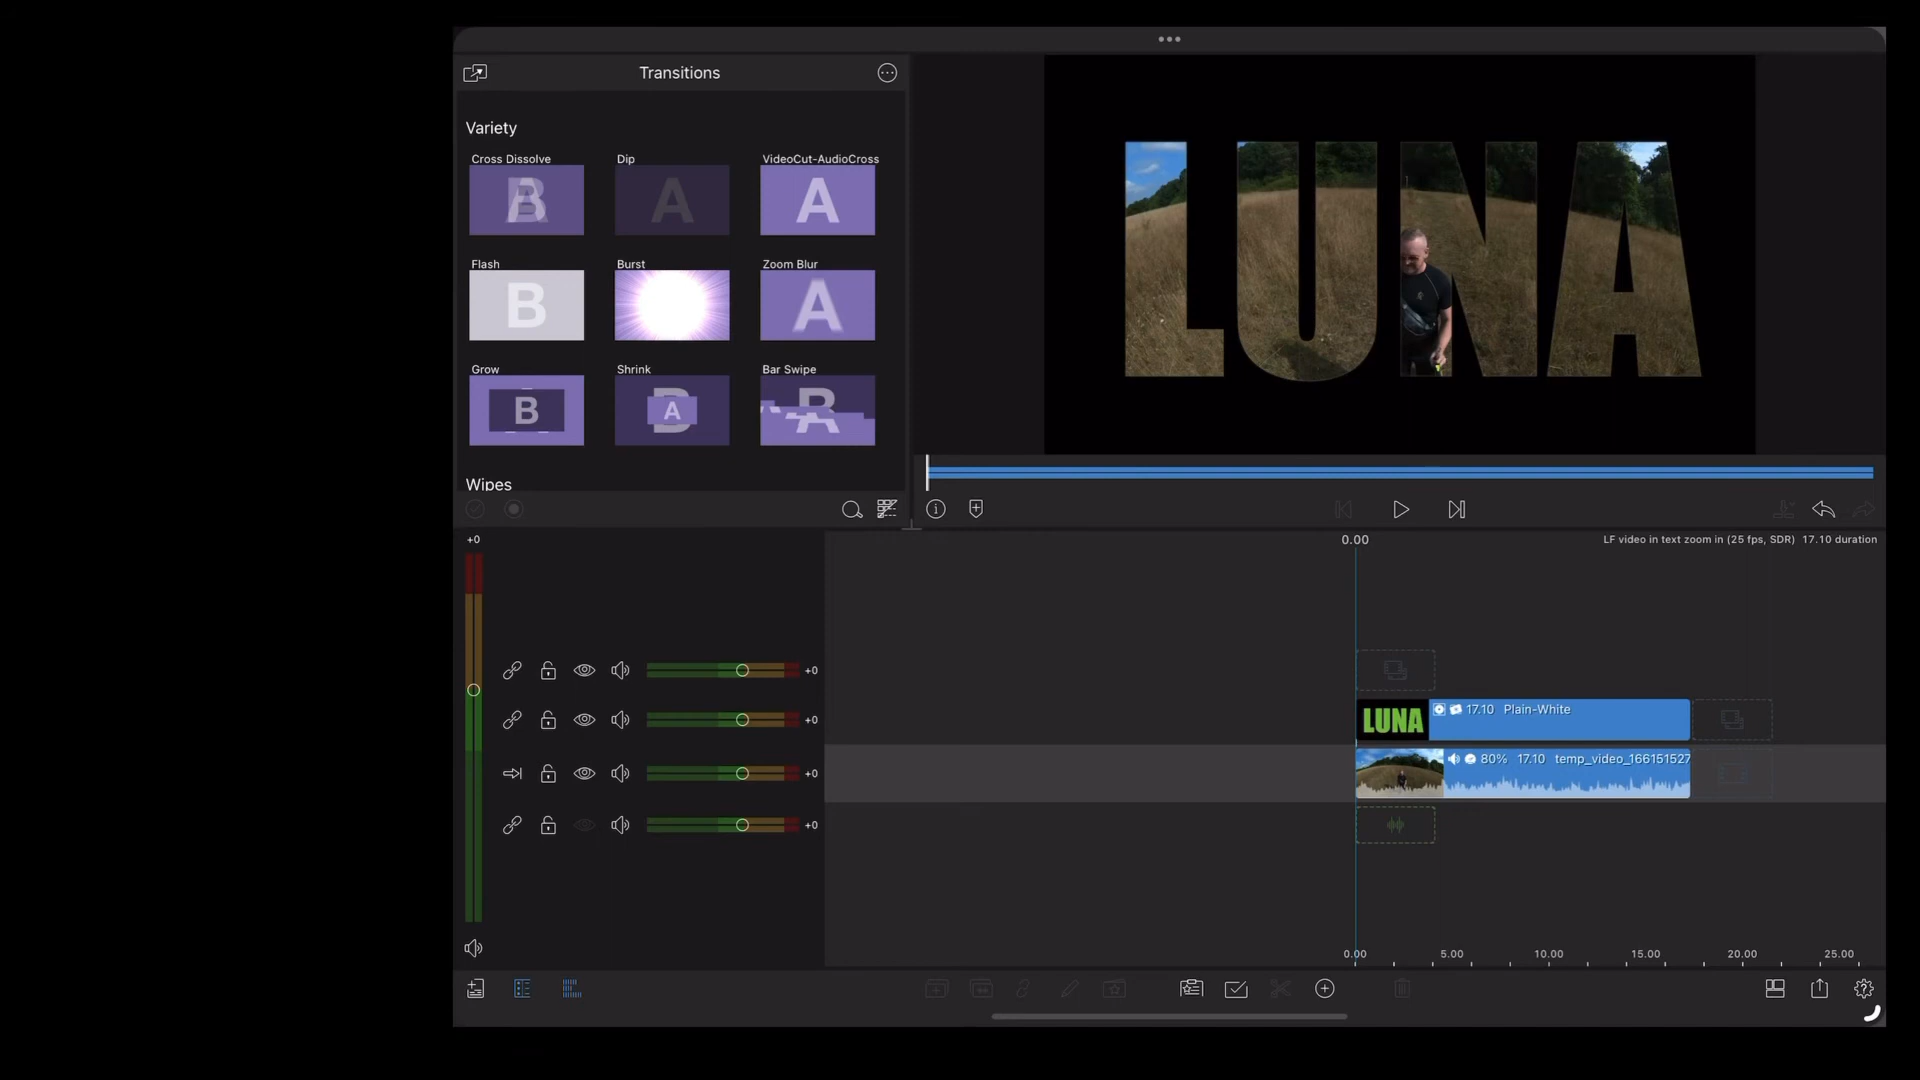 Transitions
Variety
Cross Dissolve
Dip
VideoCut-AudioCross
B
A
A
A
Flash
Burst
Zoom Blur
B
A
Grow
Shrink
Bar Swipe
B
B
A
B
A
Wipes
LUNA
+0
0.00
LF video in text zoom in (25 fps, SDR) 17.10 duration
+0
+0
LUNA
17.10 Plain-White
+0
80% 17.10 temp_video_166151527
+0
0.00 5.00 10.00 15.00 20.00 25.00